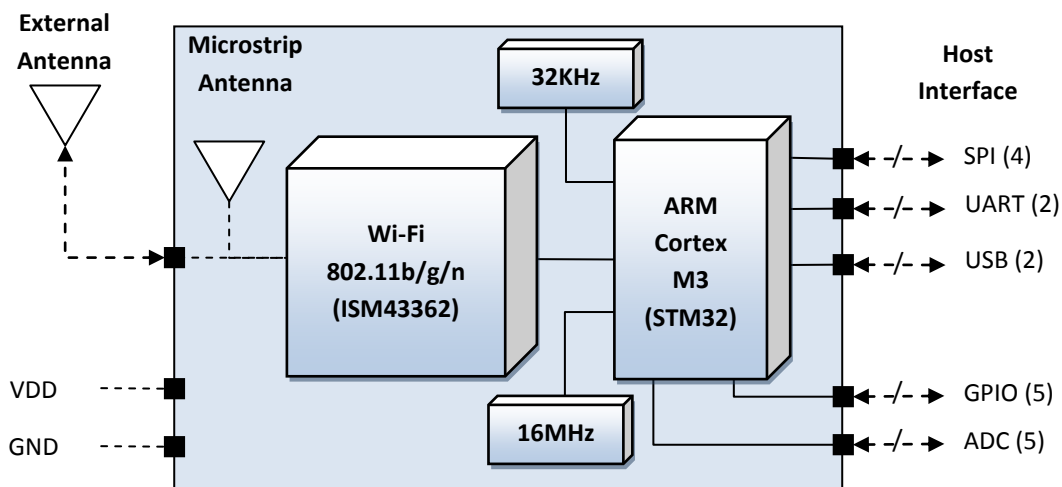 External
Antenna
Microstrip
Antenna
32KHz
Host
Interface
Wi-Fi
802.11b/g/n
(ISM43362)
ARM
Cortex
M3
(STM32)
16MHz
SPI (4)
UART (2)
USB (2)
GPIO (5)
ADC (5)
VDD
GND